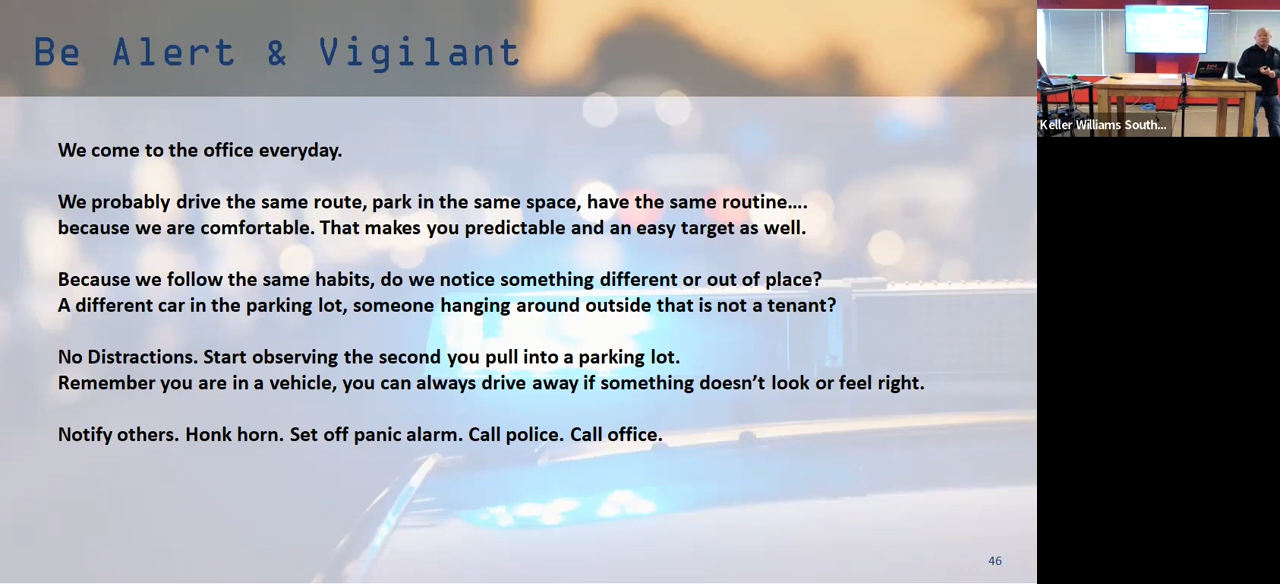 Be Alert & Vigilant
We come to the office everyday.
We probably drive the same route, park in the same space, have the same routine....
because we are comfortable. That makes you predictable and an easy target as well.
Because we follow the same habits, do we notice something different or out of place?
A different car in the parking lot, someone hanging around outside that is not a tenant?
No Distractions. Start observing the second you pull into a parking lot.
Remember you are in a vehicle, you can always drive away if something doesn’t look or feel right.
Notify others. Honk horn. Set off panic alarm. Call police. Call office.
46
Keller Williams South...